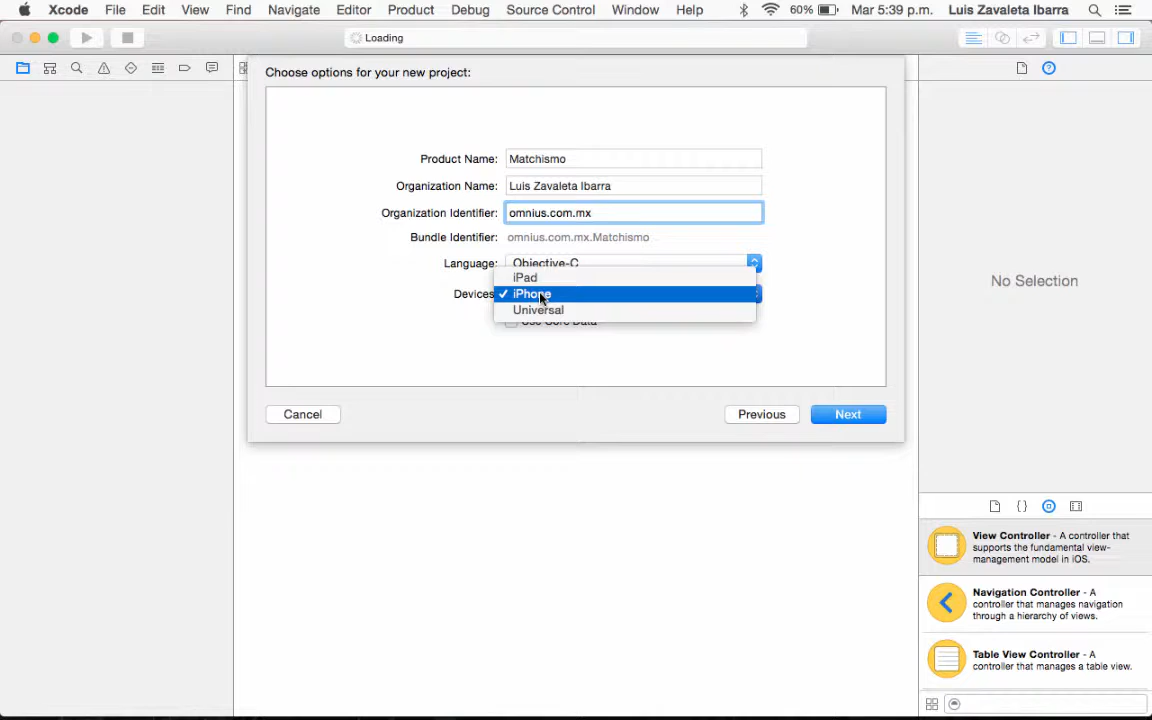 Xcode File Edit View Find Navigate Editor Product Debug Source Control Window Help 60% Mar 5:39 p.m. Luis Zavaleta Ibarra
Loading
Choose options for your new project:
Product Name: Matchismo
Organization Name: Luis Zavaleta Ibarra
Organization Identifier: omnius.com.mx
Bundle Identifier: omnius.com.mx.Matchismo
Language: Objective-C
iPad
Devices ✓ iPhone
Universal
Use Core Data
Cancel Previous Next
No Selection
View Controller - A controller that
supports the fundamental view-
management model in iOS.
Navigation Controller - A
controller that manages navigation
through a hierarchy of views.
Table View Controller - A
controller that manages a table view.